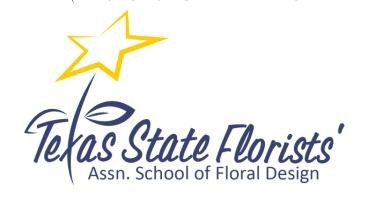 Texas State Florists'
Assn. School of Floral Design